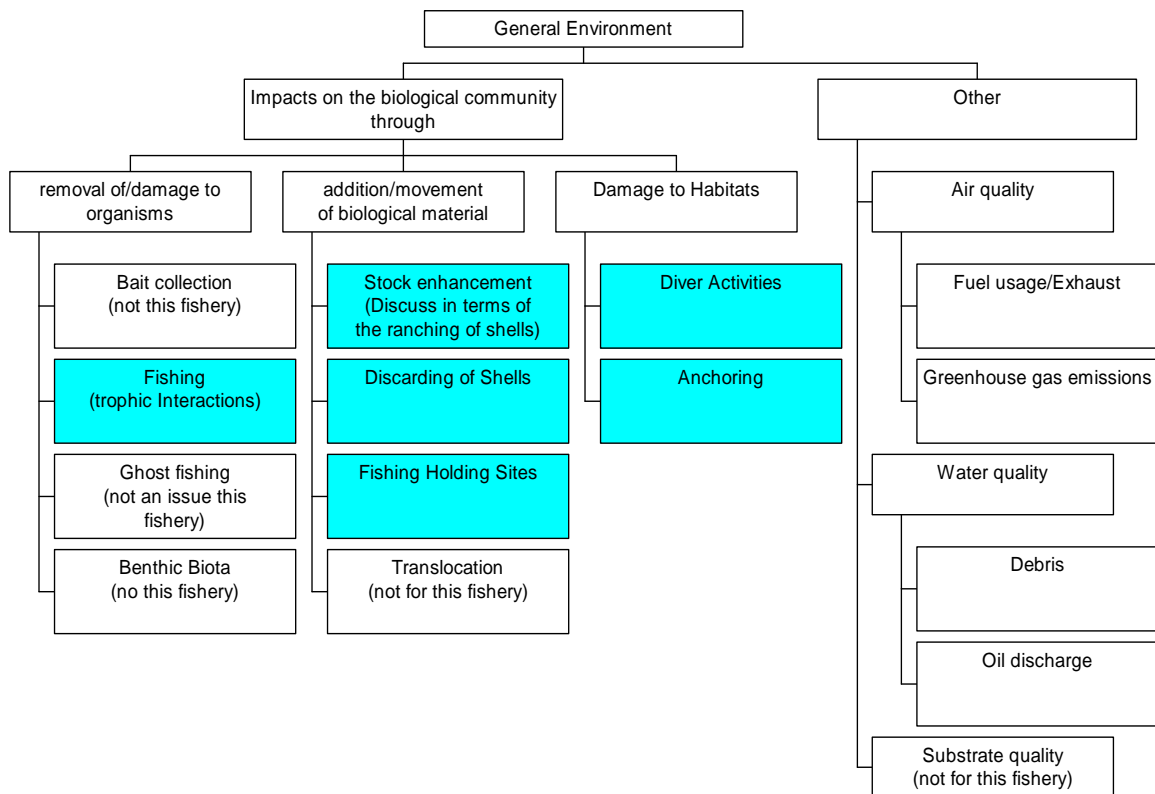 General Environment
Impacts on the biological community
through
Other
removal of/damage to
organisms
addition/movement
of biological material
Damage to Habitats
Air quality
Bait collection
(not this fishery)
Stock enhancement
(Discuss in terms of
the ranching of shells)
Diver Activities
Fuel usage/Exhaust
Fishing
(trophic Interactions)
Discarding of Shells
Anchoring
Greenhouse gas emissions
Ghost fishing
(not an issue this
fishery)
Fishing Holding Sites
Water quality
Benthic Biota
(no this fishery)
Translocation
(not for this fishery)
Debris
Oil discharge
Substrate quality
(not for this fishery)